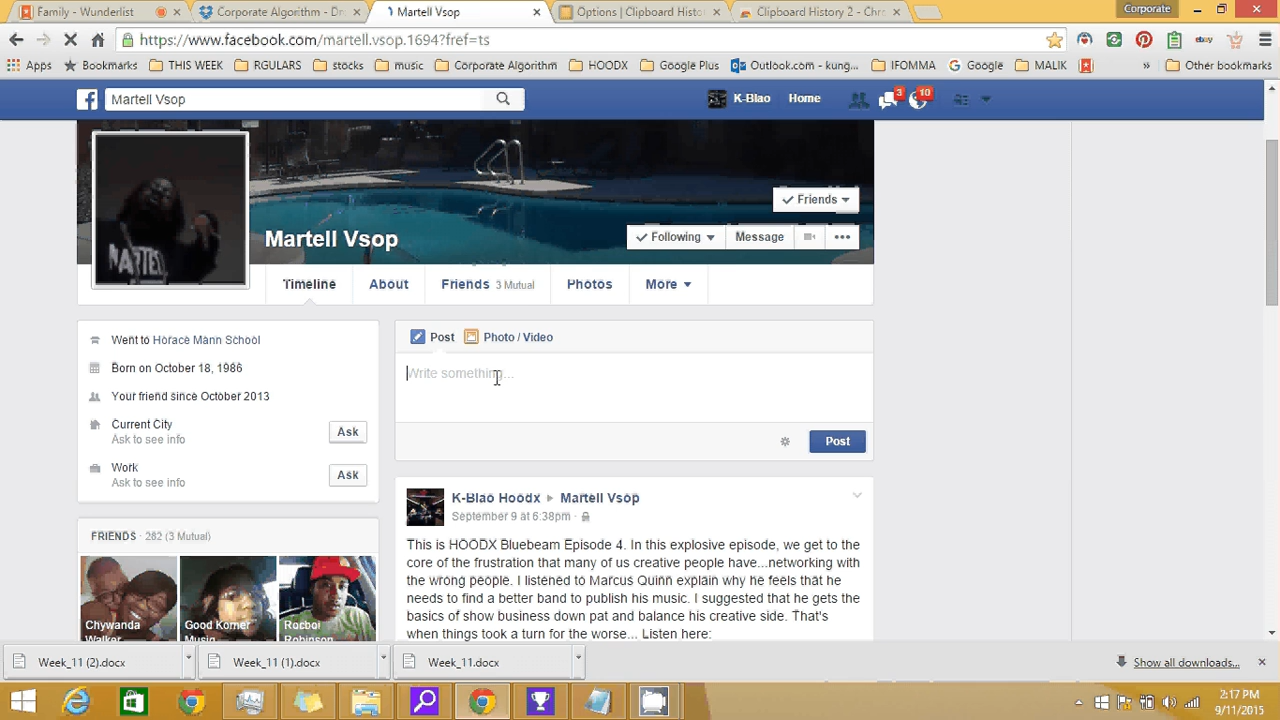 Family - Wunderlist
Corporate Algorithm - Dr
Martell Vsop
Options | Clipboard Histo
Clipboard History 2 - Chr
Corporate
https://www.facebook.com/martell.vsop.1694?fref=ts
Apps Bookmarks THIS WEEK RGULARS stocks music Corporate Algorithm HOODX Google Plus Outlook.com - kung... IFOMMA Google MALIK » Other bookmarks
Martell Vsop
K-Blao Home 3 10
MARTEL
Friends
Martell Vsop
Following Message
Timeline About Friends 3 Mutual Photos More
Went to Horace Mann School
Born on October 18, 1986
Your friend since October 2013
Current City
Ask to see info
Ask
Work
Ask to see info
Ask
Post Photo / Video
Write something...
Post
K-Blao Hoodx ▸ Martell Vsop
September 9 at 6:38pm ·
This is HOODX Bluebeam Episode 4. In this explosive episode, we get to the
core of the frustration that many of us creative people have...networking with
the wrong people. I listened to Marcus Quinn explain why he feels that he
needs to find a better band to publish his music. I suggested that he gets the
basics of show business down pat and balance his creative side. That's
when things took a turn for the worse... Listen here:
FRIENDS · 282 (3 Mutual)
Chywanda
Walker
Good Komer
Music
Rocboi
Robinson
Week_11 (2).docx
Week_11 (1).docx
Week_11.docx
Show all downloads...
2:17 PM
9/11/2015